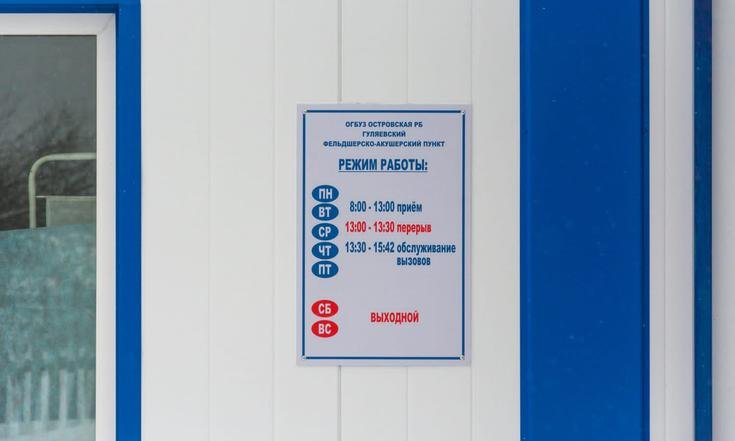 ОГБУЗ ОСТРОВСКАЯ РБ
ГУЛЯЕВСКИЙ
ФЕЛЬДШЕРСКО-АКУШЕРСКИЙ ПУНКТ
РЕЖИМ РАБОТЫ:
ПН
ВТ 8:00 - 13:00 приём
СР 13:00 - 13:30 перерыв
ЧТ 13:30 - 15:42 обслуживание
вызовов
ПТ
СБ
ВЫХОДНОЙ
ВС